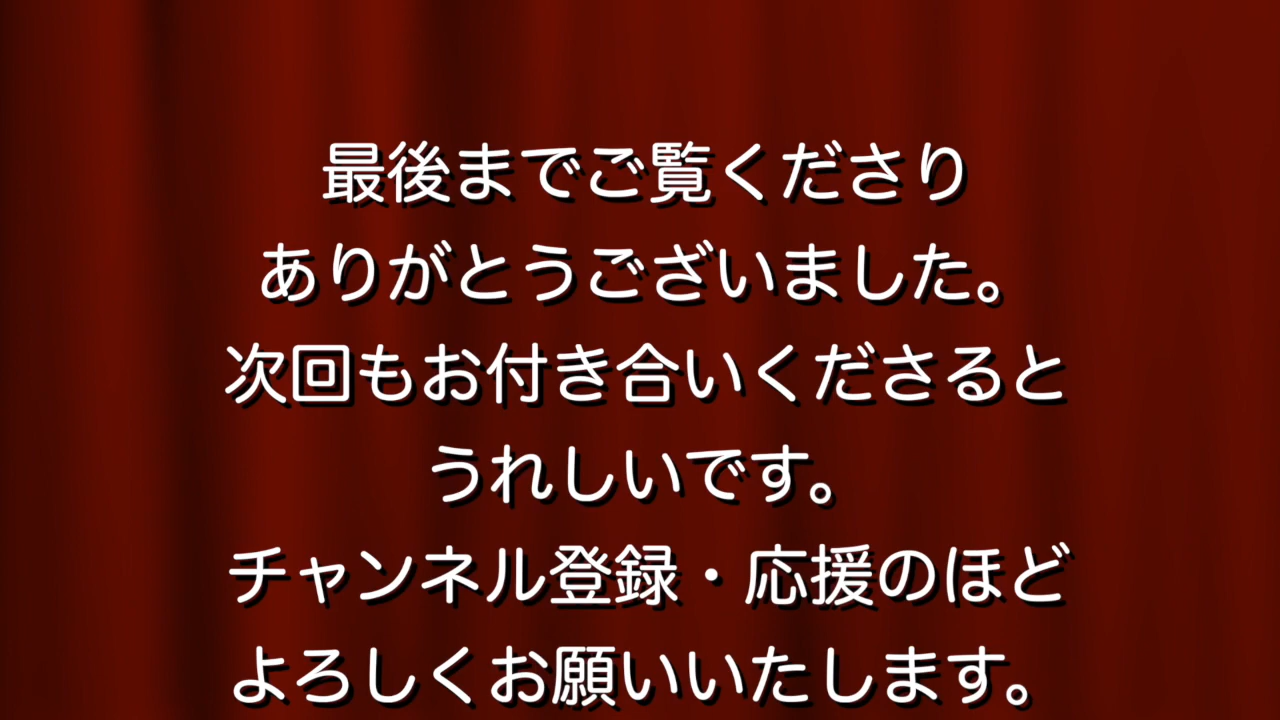 最後までご覧くださり
ありがとうございました。
次回もお付き合いくださると
うれしいです。
チャンネル登録・応援のほど
よろしくお願いいたします。